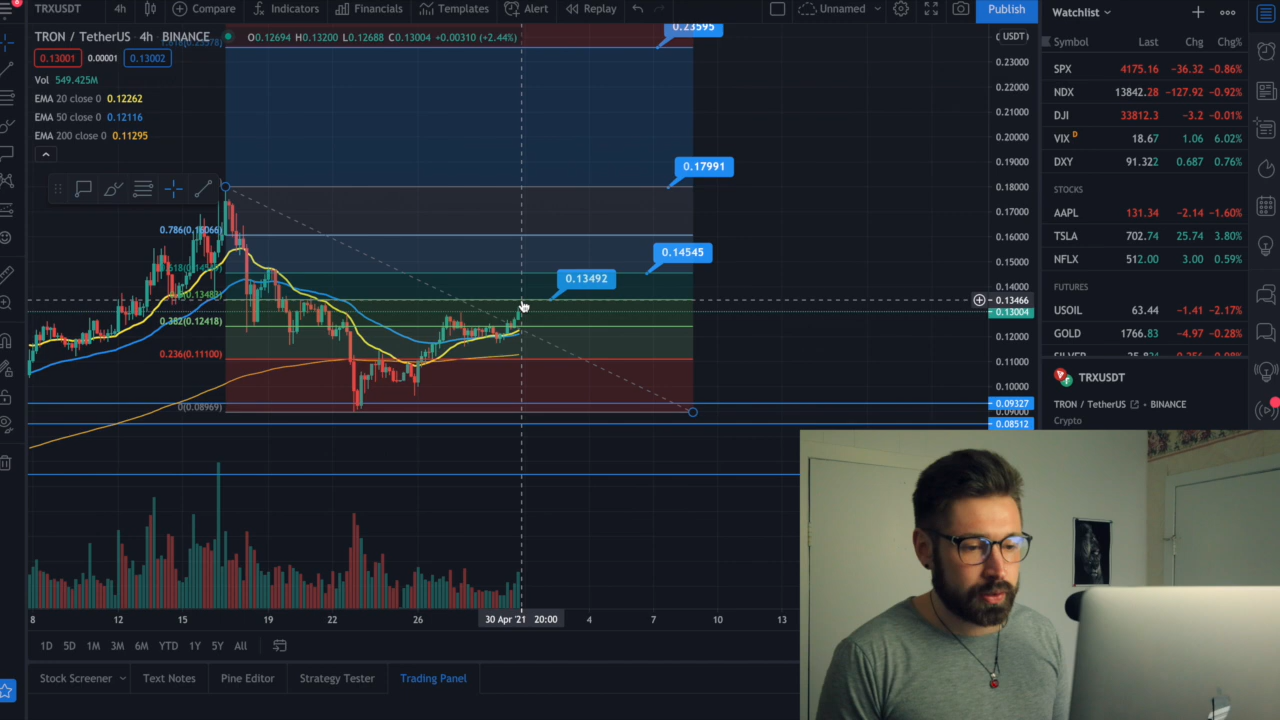 TRXUSDT 4h Compare Indicators Financials Templates Alert Replay Unnamed Publish
TRON / TetherUS · 4h · BINANCE O0.12694 H0.13200 L0.12688 C0.13004 +0.00310 (+2.44%)
0.13001 0.00001 0.13002
Vol 549.425M
EMA 20 close 0 0.12262
EMA 50 close 0 0.12116
EMA 200 close 0 0.11295
0.23595
0.17991
0.14545
0.13492
0.786(0.16066)
0.382(0.12418)
0.236(0.11100)
0(0.08969)
(USDT)
0.23000
0.22000
0.21000
0.20000
0.19000
0.18000
0.17000
0.16000
0.15000
0.14000
0.13466
0.13004
0.12000
0.11000
0.10000
0.09327
0.09000
0.08512
8 12 15 19 22 26 30 Apr '21 20:00 4 7 10 13
1D 5D 1M 3M 6M YTD 1Y 5Y All
Stock Screener Text Notes Pine Editor Strategy Tester Trading Panel
Watchlist
Symbol Last Chg Chg%
SPX 4175.16 -36.32 -0.86%
NDX 13842.28 -127.92 -0.92%
DJI 33812.3 -3.2 -0.01%
VIX D 18.67 1.06 6.02%
DXY 91.322 0.687 0.76%
STOCKS
AAPL 131.34 -2.14 -1.60%
TSLA 702.74 25.74 3.80%
NFLX 512.00 3.00 0.59%
FUTURES
USOIL 63.44 -1.41 -2.17%
GOLD 1766.83 -4.97 -0.28%
TRXUSDT
TRON / TetherUS · BINANCE
Crypto